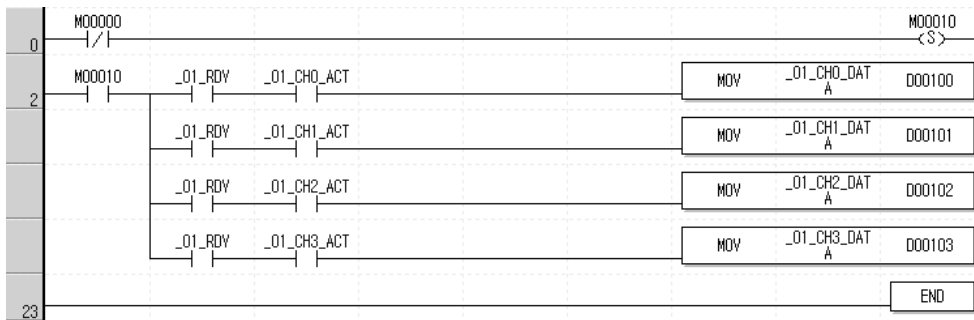 M00000 M00010
0 (S)
M00010 _01_RDY _01_CH0_ACT MOV _01_CH0_DAT D00100
2 A
_01_RDY _01_CH1_ACT MOV _01_CH1_DAT D00101
A
_01_RDY _01_CH2_ACT MOV _01_CH2_DAT D00102
A
_01_RDY _01_CH3_ACT MOV _01_CH3_DAT D00103
A
END
23